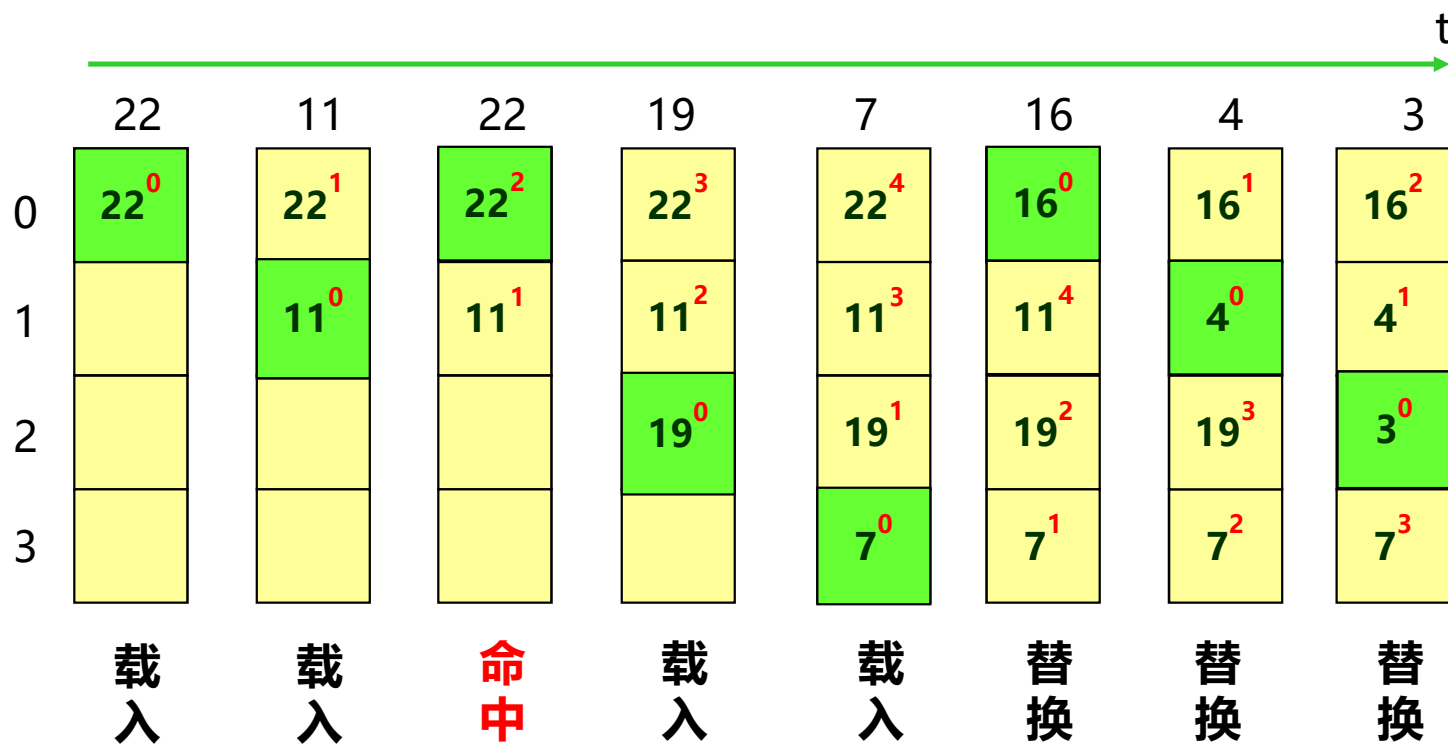 t
22 11 22 19 7 16 4 3
0 22⁰ 22¹ 22² 22³ 22⁴ 16⁰ 16¹ 16²
1 11⁰ 11¹ 11² 11³ 11⁴ 4⁰ 4¹
2 19⁰ 19¹ 19² 19³ 3⁰
3 7⁰ 7¹ 7² 7³
载入 载入 命中 载入 载入 替换 替换 替换